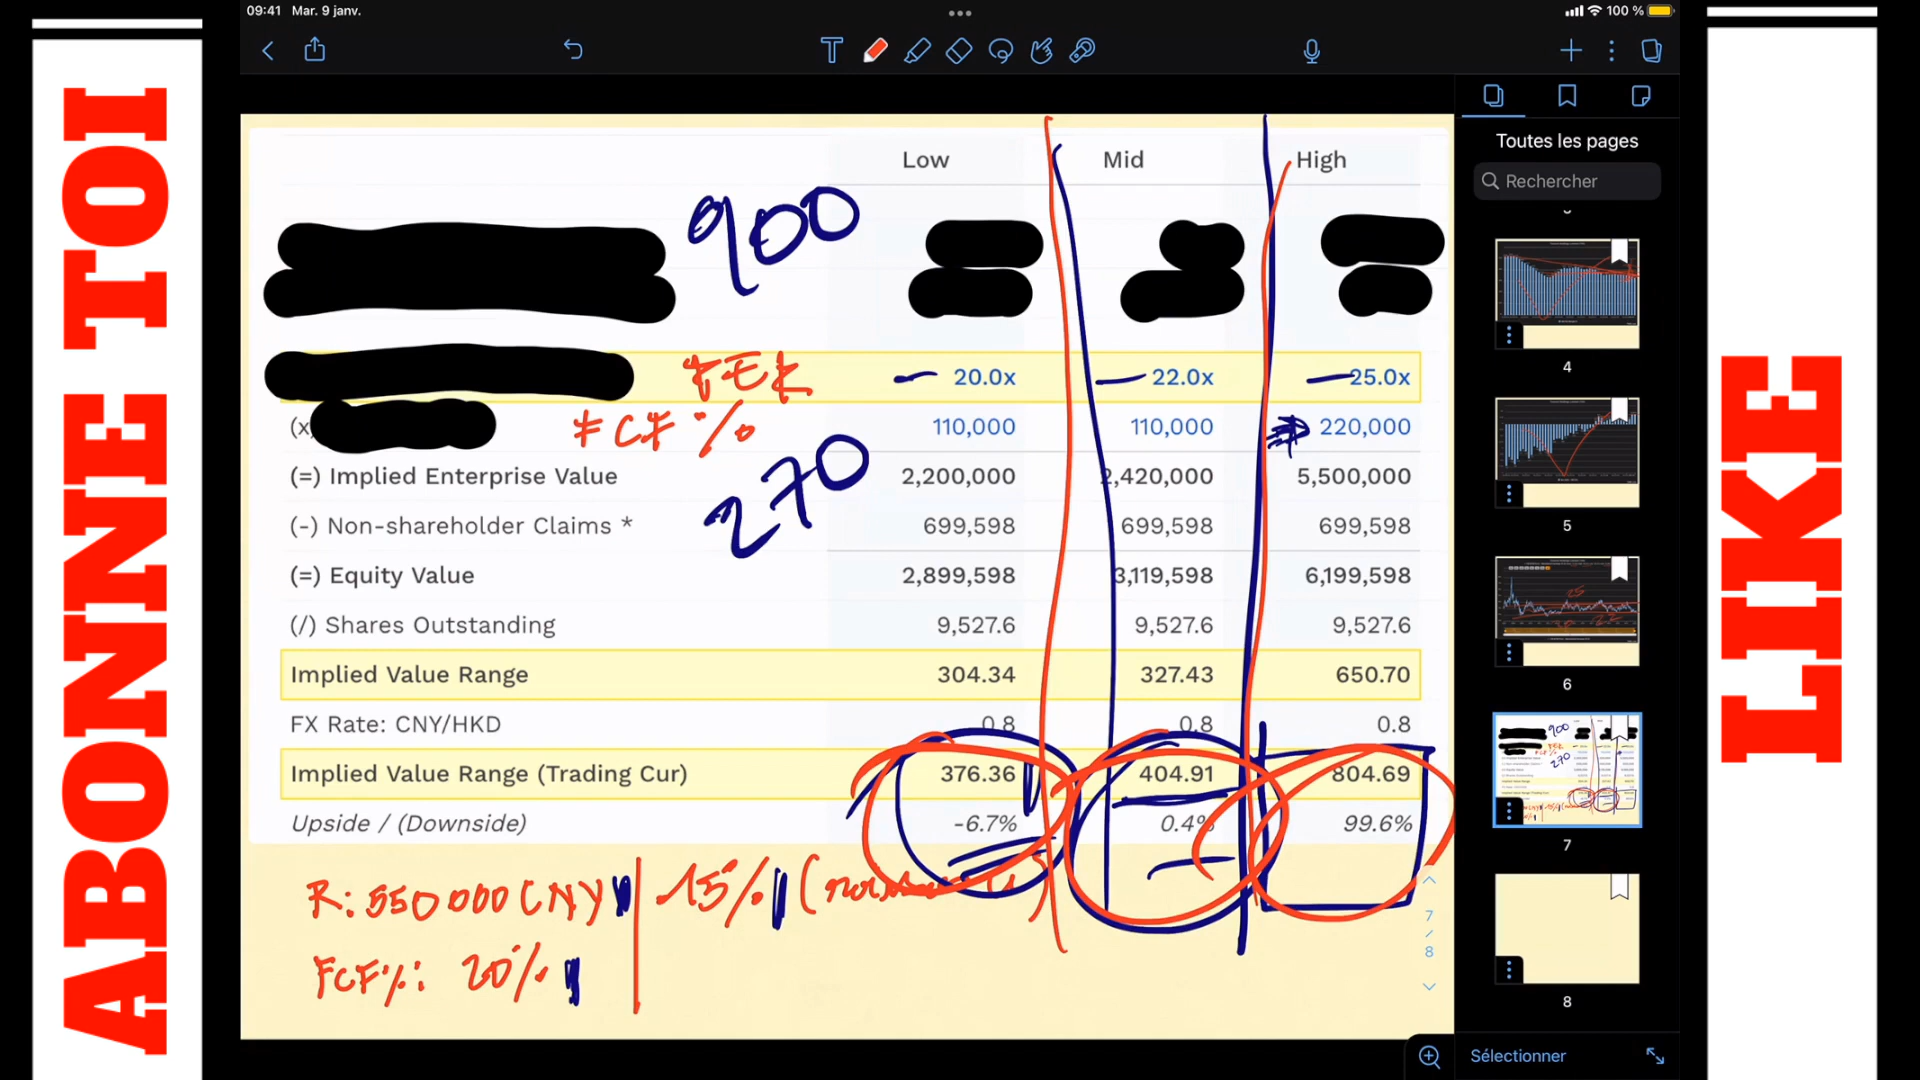 ABONNE TOI
09:41 Mar. 9 janv.
100 %
Low Mid High
900
FER
20.0x 22.0x 25.0x
(x) FCF % 110,000 110,000 220,000
(=) Implied Enterprise Value 2,200,000 2,420,000 5,500,000
270
(-) Non-shareholder Claims * 699,598 699,598 699,598
(=) Equity Value 2,899,598 3,119,598 6,199,598
(/) Shares Outstanding 9,527.6 9,527.6 9,527.6
Implied Value Range 304.34 327.43 650.70
FX Rate: CNY/HKD 0.8 0.8 0.8
Implied Value Range (Trading Cur) 376.36 404.91 804.69
Upside / (Downside) -6.7% 0.4% 99.6%
R: 550 000 CNY 15%
FCF%: 20%
7
/
8
Toutes les pages
Rechercher
4
5
6
7
8
Sélectionner
LIKE